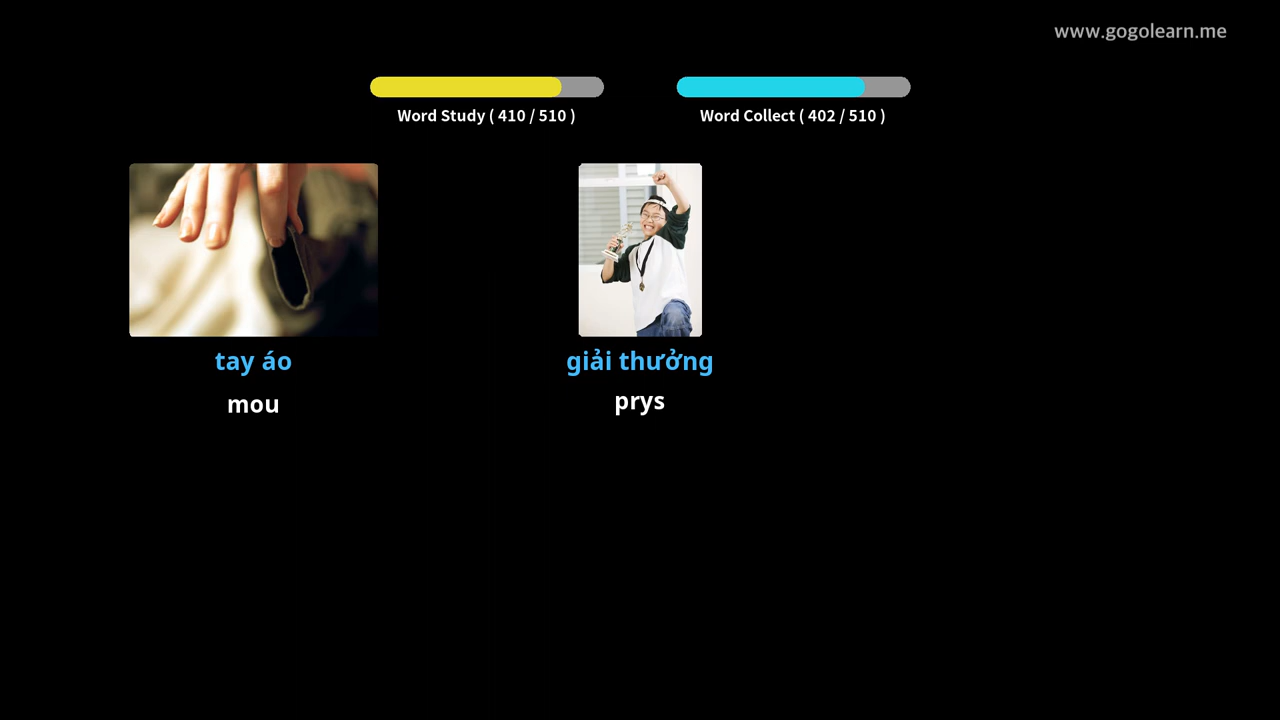 www.gogolearn.me
Word Study ( 410 / 510 )
Word Collect ( 402 / 510 )
tay áo
mou
giải thưởng
prys